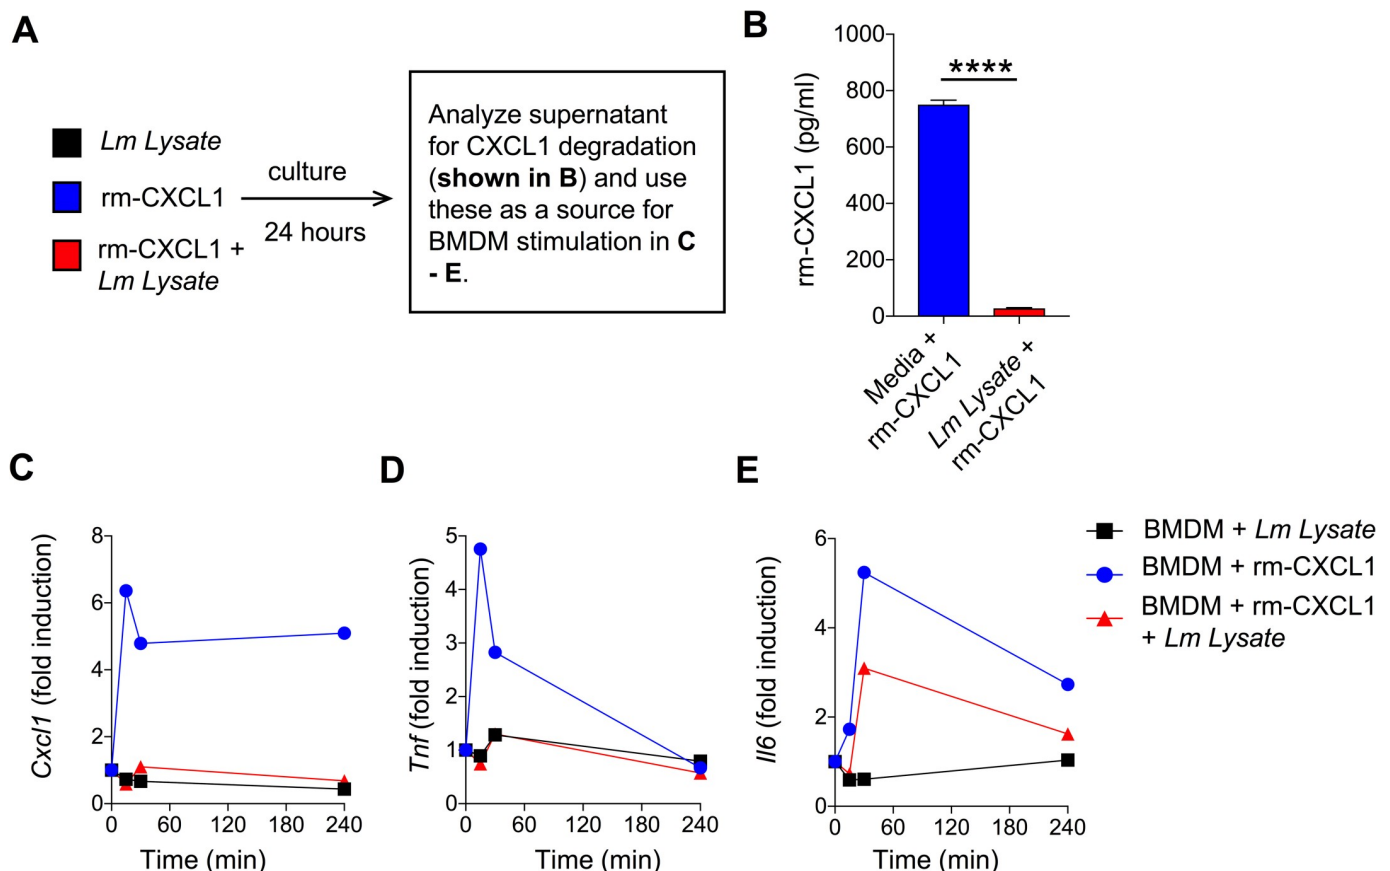 A
Lm Lysate
rm-CXCL1
rm-CXCL1 +
Lm Lysate
culture
24 hours
Analyze supernatant
for CXCL1 degradation
(shown in B) and use
these as a source for
BMDM stimulation in C
- E.
B
rm-CXCL1 (pg/ml)
1000
800
600
400
200
0
****
Media +
rm-CXCL1
Lm Lysate +
rm-CXCL1
C
Cxcl1 (fold induction)
8
6
4
2
0
0 60 120 180 240
Time (min)
D
Tnf (fold induction)
5
4
3
2
1
0
0 60 120 180 240
Time (min)
E
Il6 (fold induction)
6
4
2
0
0 60 120 180 240
Time (min)
BMDM + Lm Lysate
BMDM + rm-CXCL1
BMDM + rm-CXCL1
+ Lm Lysate